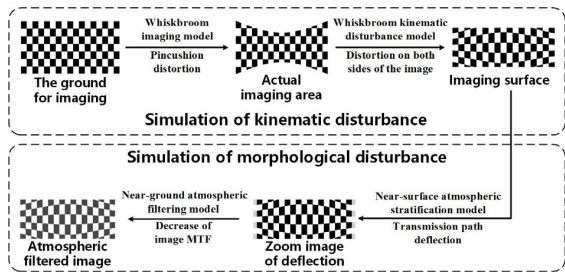 Whiskbroom
imaging model
Pincushion
distortion
Whiskbroom kinematic
disturbance model
Distortion on both
sides of the image
The ground
for imaging
Actual
imaging area
Imaging surface
Simulation of kinematic disturbance
Simulation of morphological disturbance
Near-surface atmospheric
stratification model
Transmission path
deflection
Near-ground atmospheric
filtering model
Decrease of
image MTF
Zoom image
of deflection
Atmospheric
filtered image